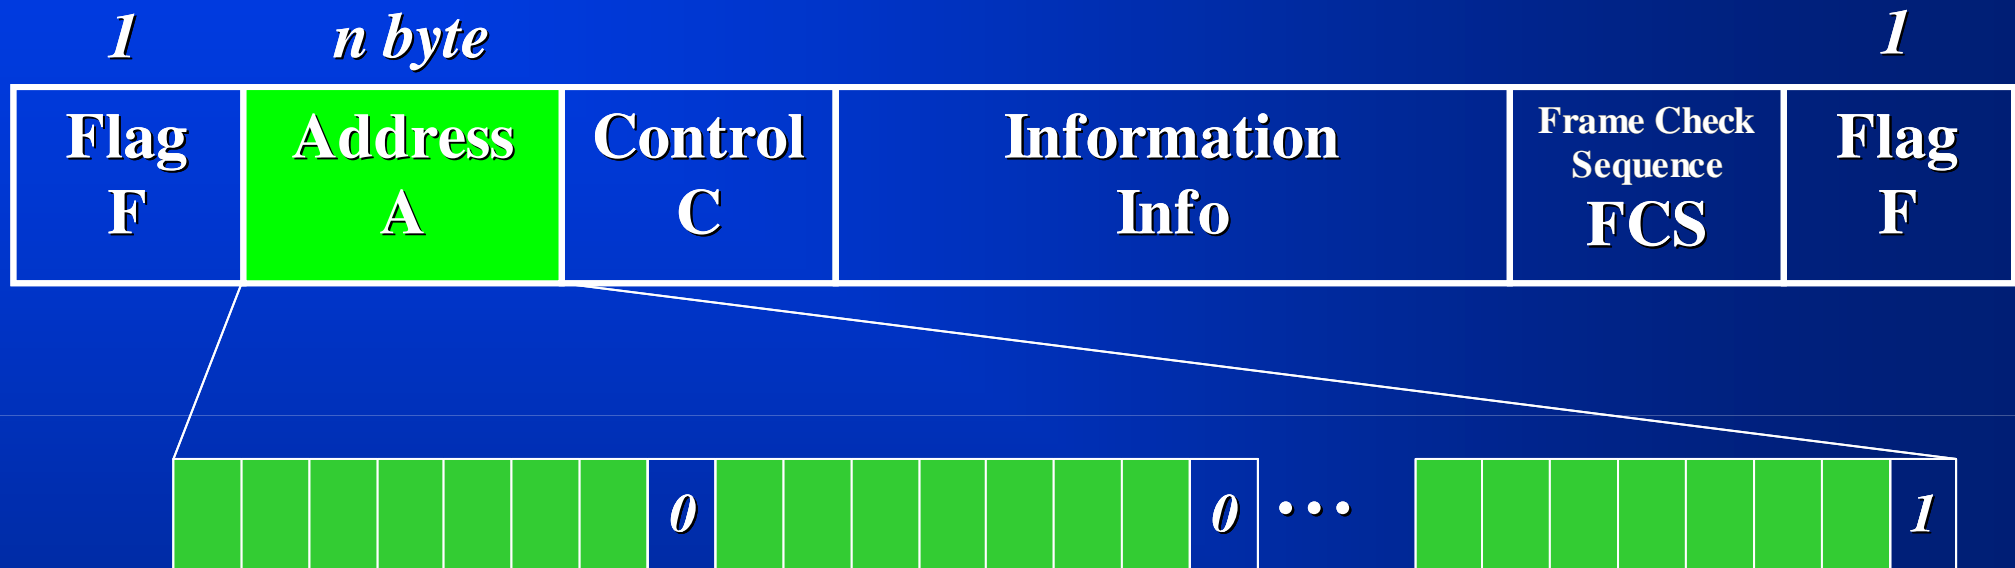 1 n byte 1
Flag Address Control Information Frame Check Sequence Flag
F A C Info FCS F
0 0 ... 1